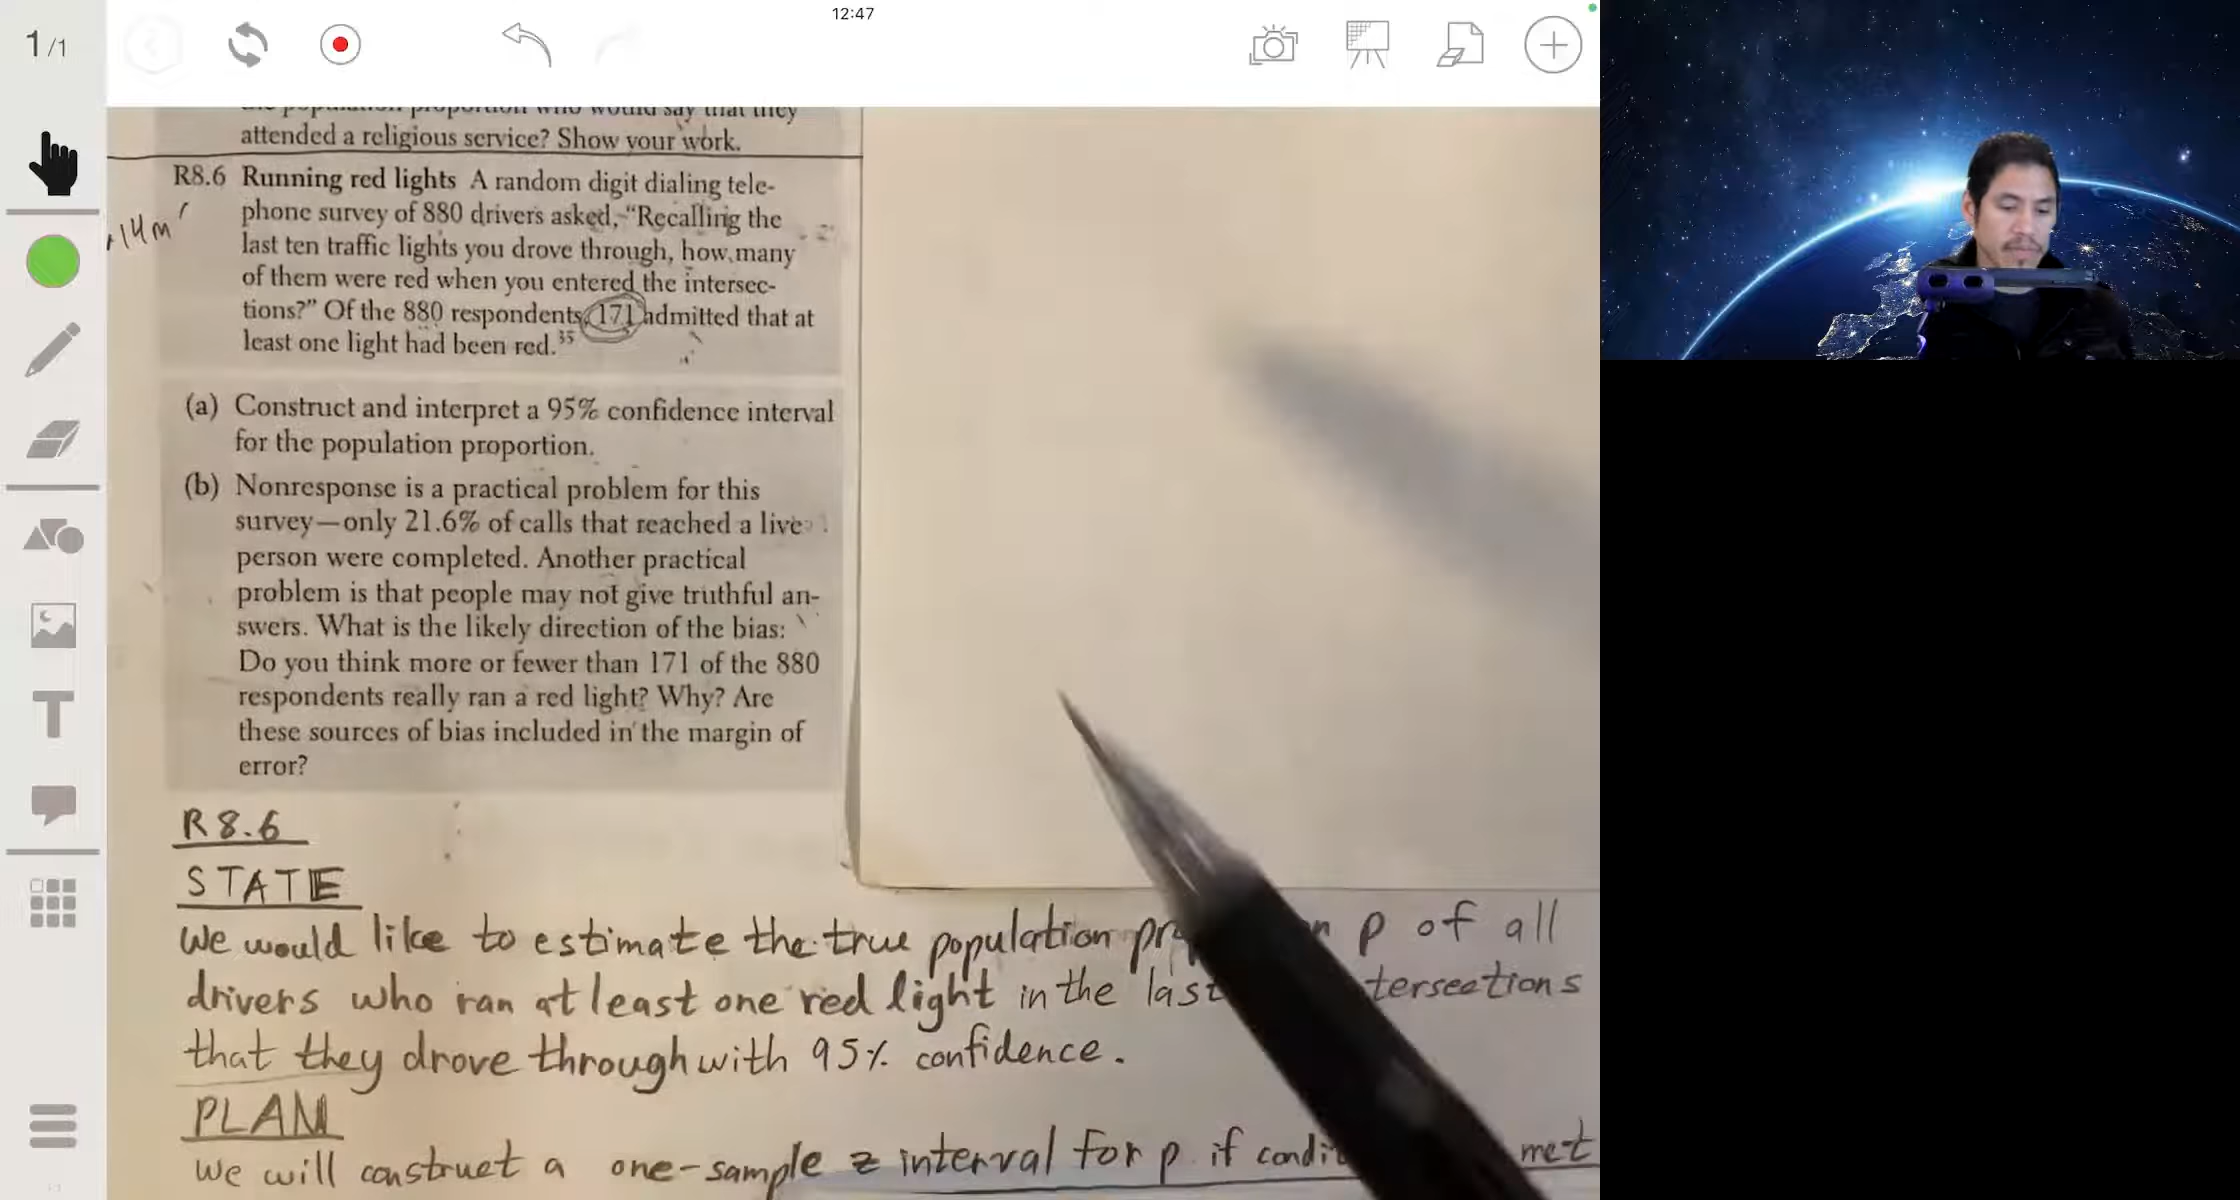 12:47
1/1
the population proportion who would say that they
attended a religious service? Show your work.
R8.6 Running red lights A random digit dialing tele-
phone survey of 880 drivers asked, “Recalling the
last ten traffic lights you drove through, how many
of them were red when you entered the intersec-
tions?” Of the 880 respondents, 171 admitted that at
least one light had been red.35
(a) Construct and interpret a 95% confidence interval
for the population proportion.
(b) Nonresponse is a practical problem for this
survey—only 21.6% of calls that reached a live
person were completed. Another practical
problem is that people may not give truthful an-
swers. What is the likely direction of the bias:
Do you think more or fewer than 171 of the 880
respondents really ran a red light? Why? Are
these sources of bias included in the margin of
error?
R8.6
STATE
We would like to estimate the true population p of all
drivers who ran at least one red light in the last
that they drove through with 95% confidence.
PLAN
We will construct a one-sample z interval for p if met
T